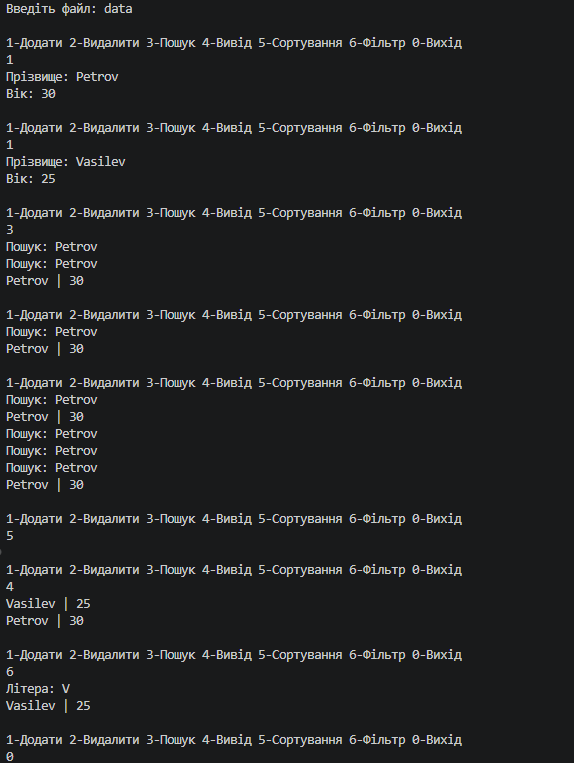 Введіть файл: data
1-Додати 2-Видалити 3-Пошук 4-Вивід 5-Сортування 6-Фільтр 0-Вихід
1
Прізвище: Petrov
Вік: 30
1-Додати 2-Видалити 3-Пошук 4-Вивід 5-Сортування 6-Фільтр 0-Вихід
1
Прізвище: Vasilev
Вік: 25
1-Додати 2-Видалити 3-Пошук 4-Вивід 5-Сортування 6-Фільтр 0-Вихід
3
Пошук: Petrov
Пошук: Petrov
Petrov | 30
1-Додати 2-Видалити 3-Пошук 4-Вивід 5-Сортування 6-Фільтр 0-Вихід
Пошук: Petrov
Petrov | 30
1-Додати 2-Видалити 3-Пошук 4-Вивід 5-Сортування 6-Фільтр 0-Вихід
Пошук: Petrov
Petrov | 30
Пошук: Petrov
Пошук: Petrov
Пошук: Petrov
Petrov | 30
1-Додати 2-Видалити 3-Пошук 4-Вивід 5-Сортування 6-Фільтр 0-Вихід
5
1-Додати 2-Видалити 3-Пошук 4-Вивід 5-Сортування 6-Фільтр 0-Вихід
4
Vasilev | 25
Petrov | 30
1-Додати 2-Видалити 3-Пошук 4-Вивід 5-Сортування 6-Фільтр 0-Вихід
6
Літера: V
Vasilev | 25
1-Додати 2-Видалити 3-Пошук 4-Вивід 5-Сортування 6-Фільтр 0-Вихід
0